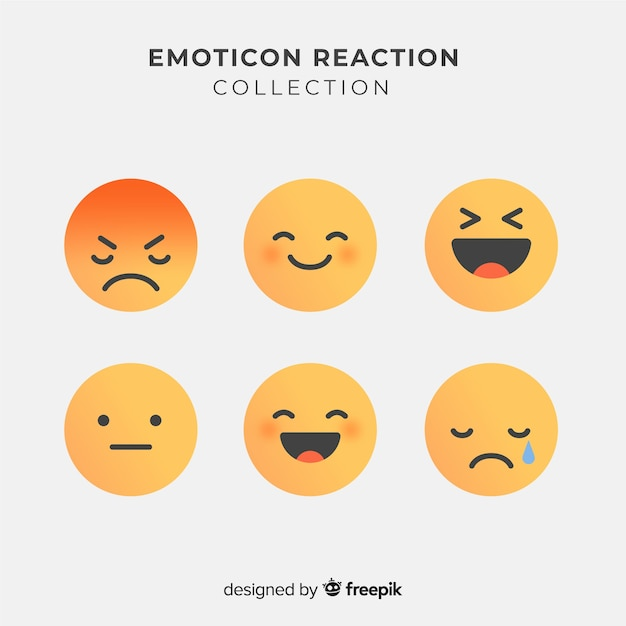 EMOTICON REACTION
COLLECTION
designed by freepik